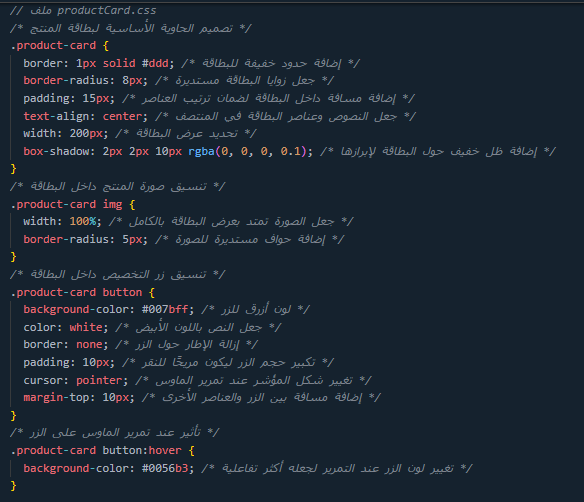 // ملف productCard.css
/* تصميم الحاوية الأساسية لبطاقة المنتج */
.product-card {
  border: 1px solid #ddd; /* إضافة حدود خفيفة للبطاقة */
  border-radius: 8px; /* جعل زوايا البطاقة مستديرة */
  padding: 15px; /* إضافة مسافة داخل البطاقة لضمان ترتيب العناصر */
  text-align: center; /* جعل النصوص وعناصر البطاقة في المنتصف */
  width: 200px; /* تحديد عرض البطاقة */
  box-shadow: 2px 2px 10px rgba(0, 0, 0, 0.1); /* إضافة ظل خفيف حول البطاقة لإبرازها */
}
/* تنسيق صورة المنتج داخل البطاقة */
.product-card img {
  width: 100%; /* جعل الصورة تمتد بعرض البطاقة بالكامل */
  border-radius: 5px; /* إضافة حواف مستديرة للصورة */
}
/* تنسيق زر التخصيص داخل البطاقة */
.product-card button {
  background-color: #007bff; /* لون أزرق للزر */
  color: white; /* جعل النص باللون الأبيض */
  border: none; /* إزالة الإطار حول الزر */
  padding: 10px; /* تكبير حجم الزر ليكون مريحًا للنقر */
  cursor: pointer; /* تغيير شكل المؤشر عند تمرير الماوس */
  margin-top: 10px; /* إضافة مسافة بين الزر والعناصر الأخرى */
}
/* تأثير عند تمرير الماوس على الزر */
.product-card button:hover {
  background-color: #0056b3; /* تغيير لون الزر عند التمرير لجعله أكثر تفاعلية */
}